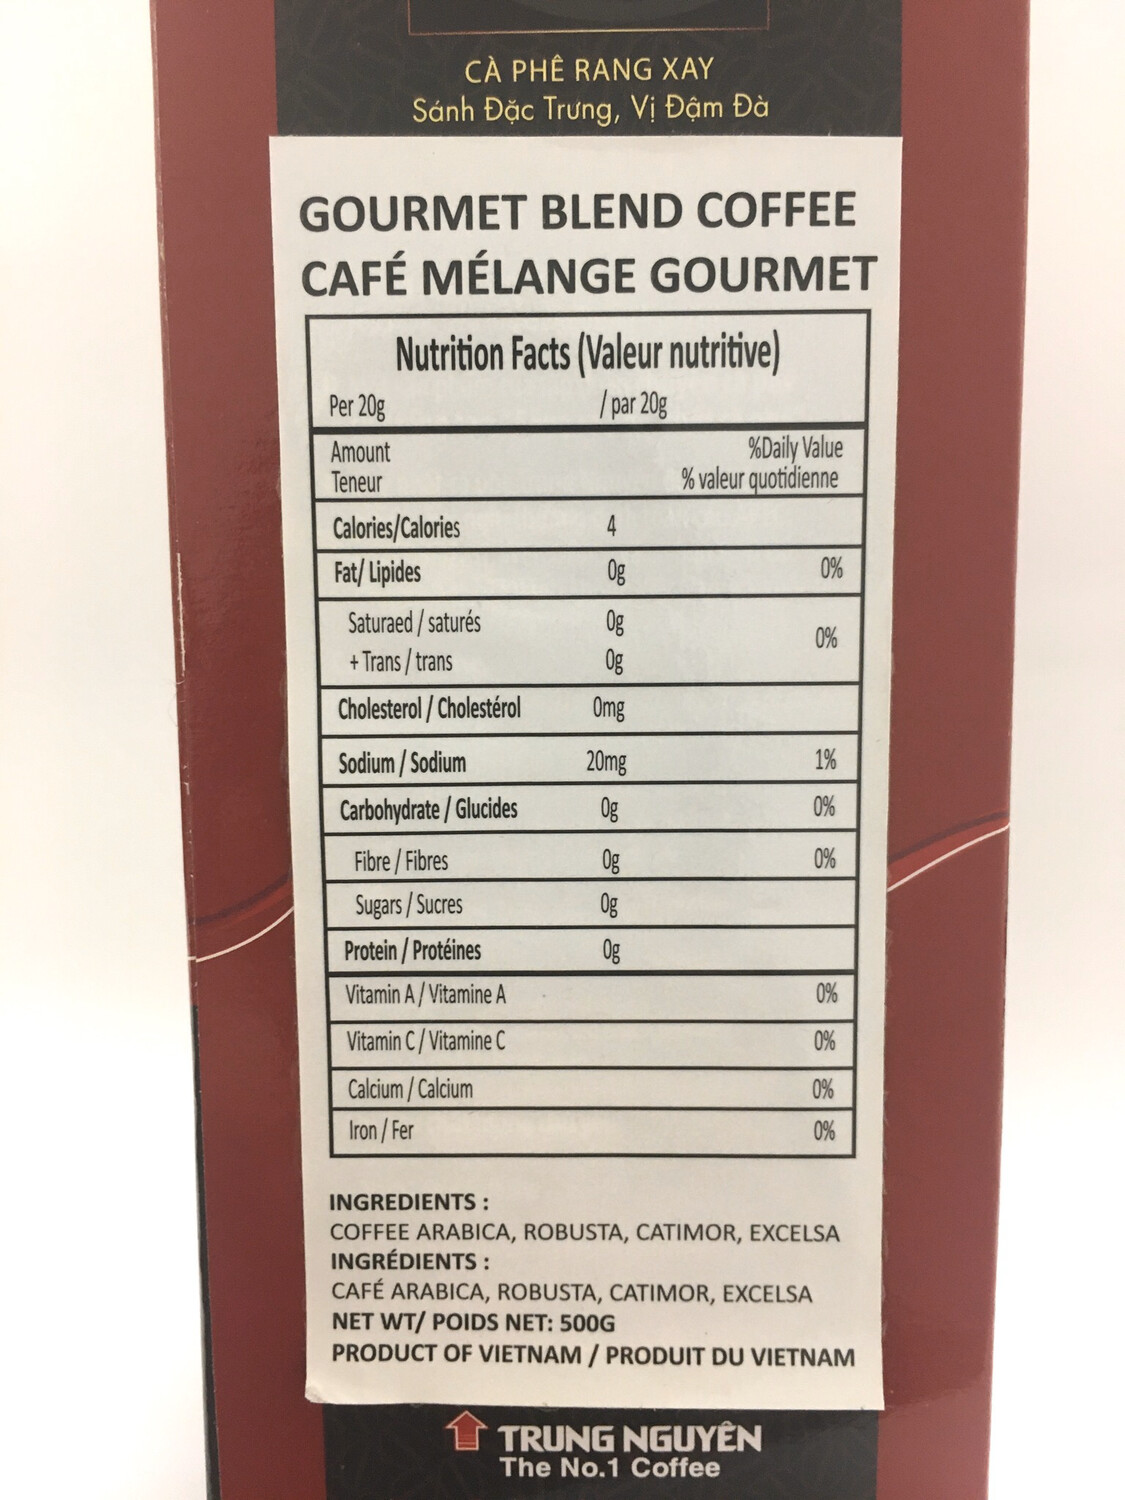 CÀ PHÊ RANG XAY
Sánh Đặc Trưng, Vị Đậm Đà
GOURMET BLEND COFFEE
CAFÉ MÉLANGE GOURMET
Nutrition Facts (Valeur nutritive)
Per 20g / par 20g
Amount %Daily Value
Teneur % valeur quotidienne
Calories/Calories 4
Fat/ Lipides 0g 0%
Saturaed / saturés 0g
0%
+ Trans / trans 0g
Cholesterol / Cholestérol 0mg
Sodium / Sodium 20mg 1%
Carbohydrate / Glucides 0g 0%
Fibre / Fibres 0g 0%
Sugars / Sucres 0g
Protein / Protéines 0g
Vitamin A / Vitamine A 0%
Vitamin C / Vitamine C 0%
Calcium / Calcium 0%
Iron / Fer 0%
INGREDIENTS :
COFFEE ARABICA, ROBUSTA, CATIMOR, EXCELSA
INGRÉDIENTS :
CAFÉ ARABICA, ROBUSTA, CATIMOR, EXCELSA
NET WT/ POIDS NET: 500G
PRODUCT OF VIETNAM / PRODUIT DU VIETNAM
TRUNG NGUYÊN
The No.1 Coffee